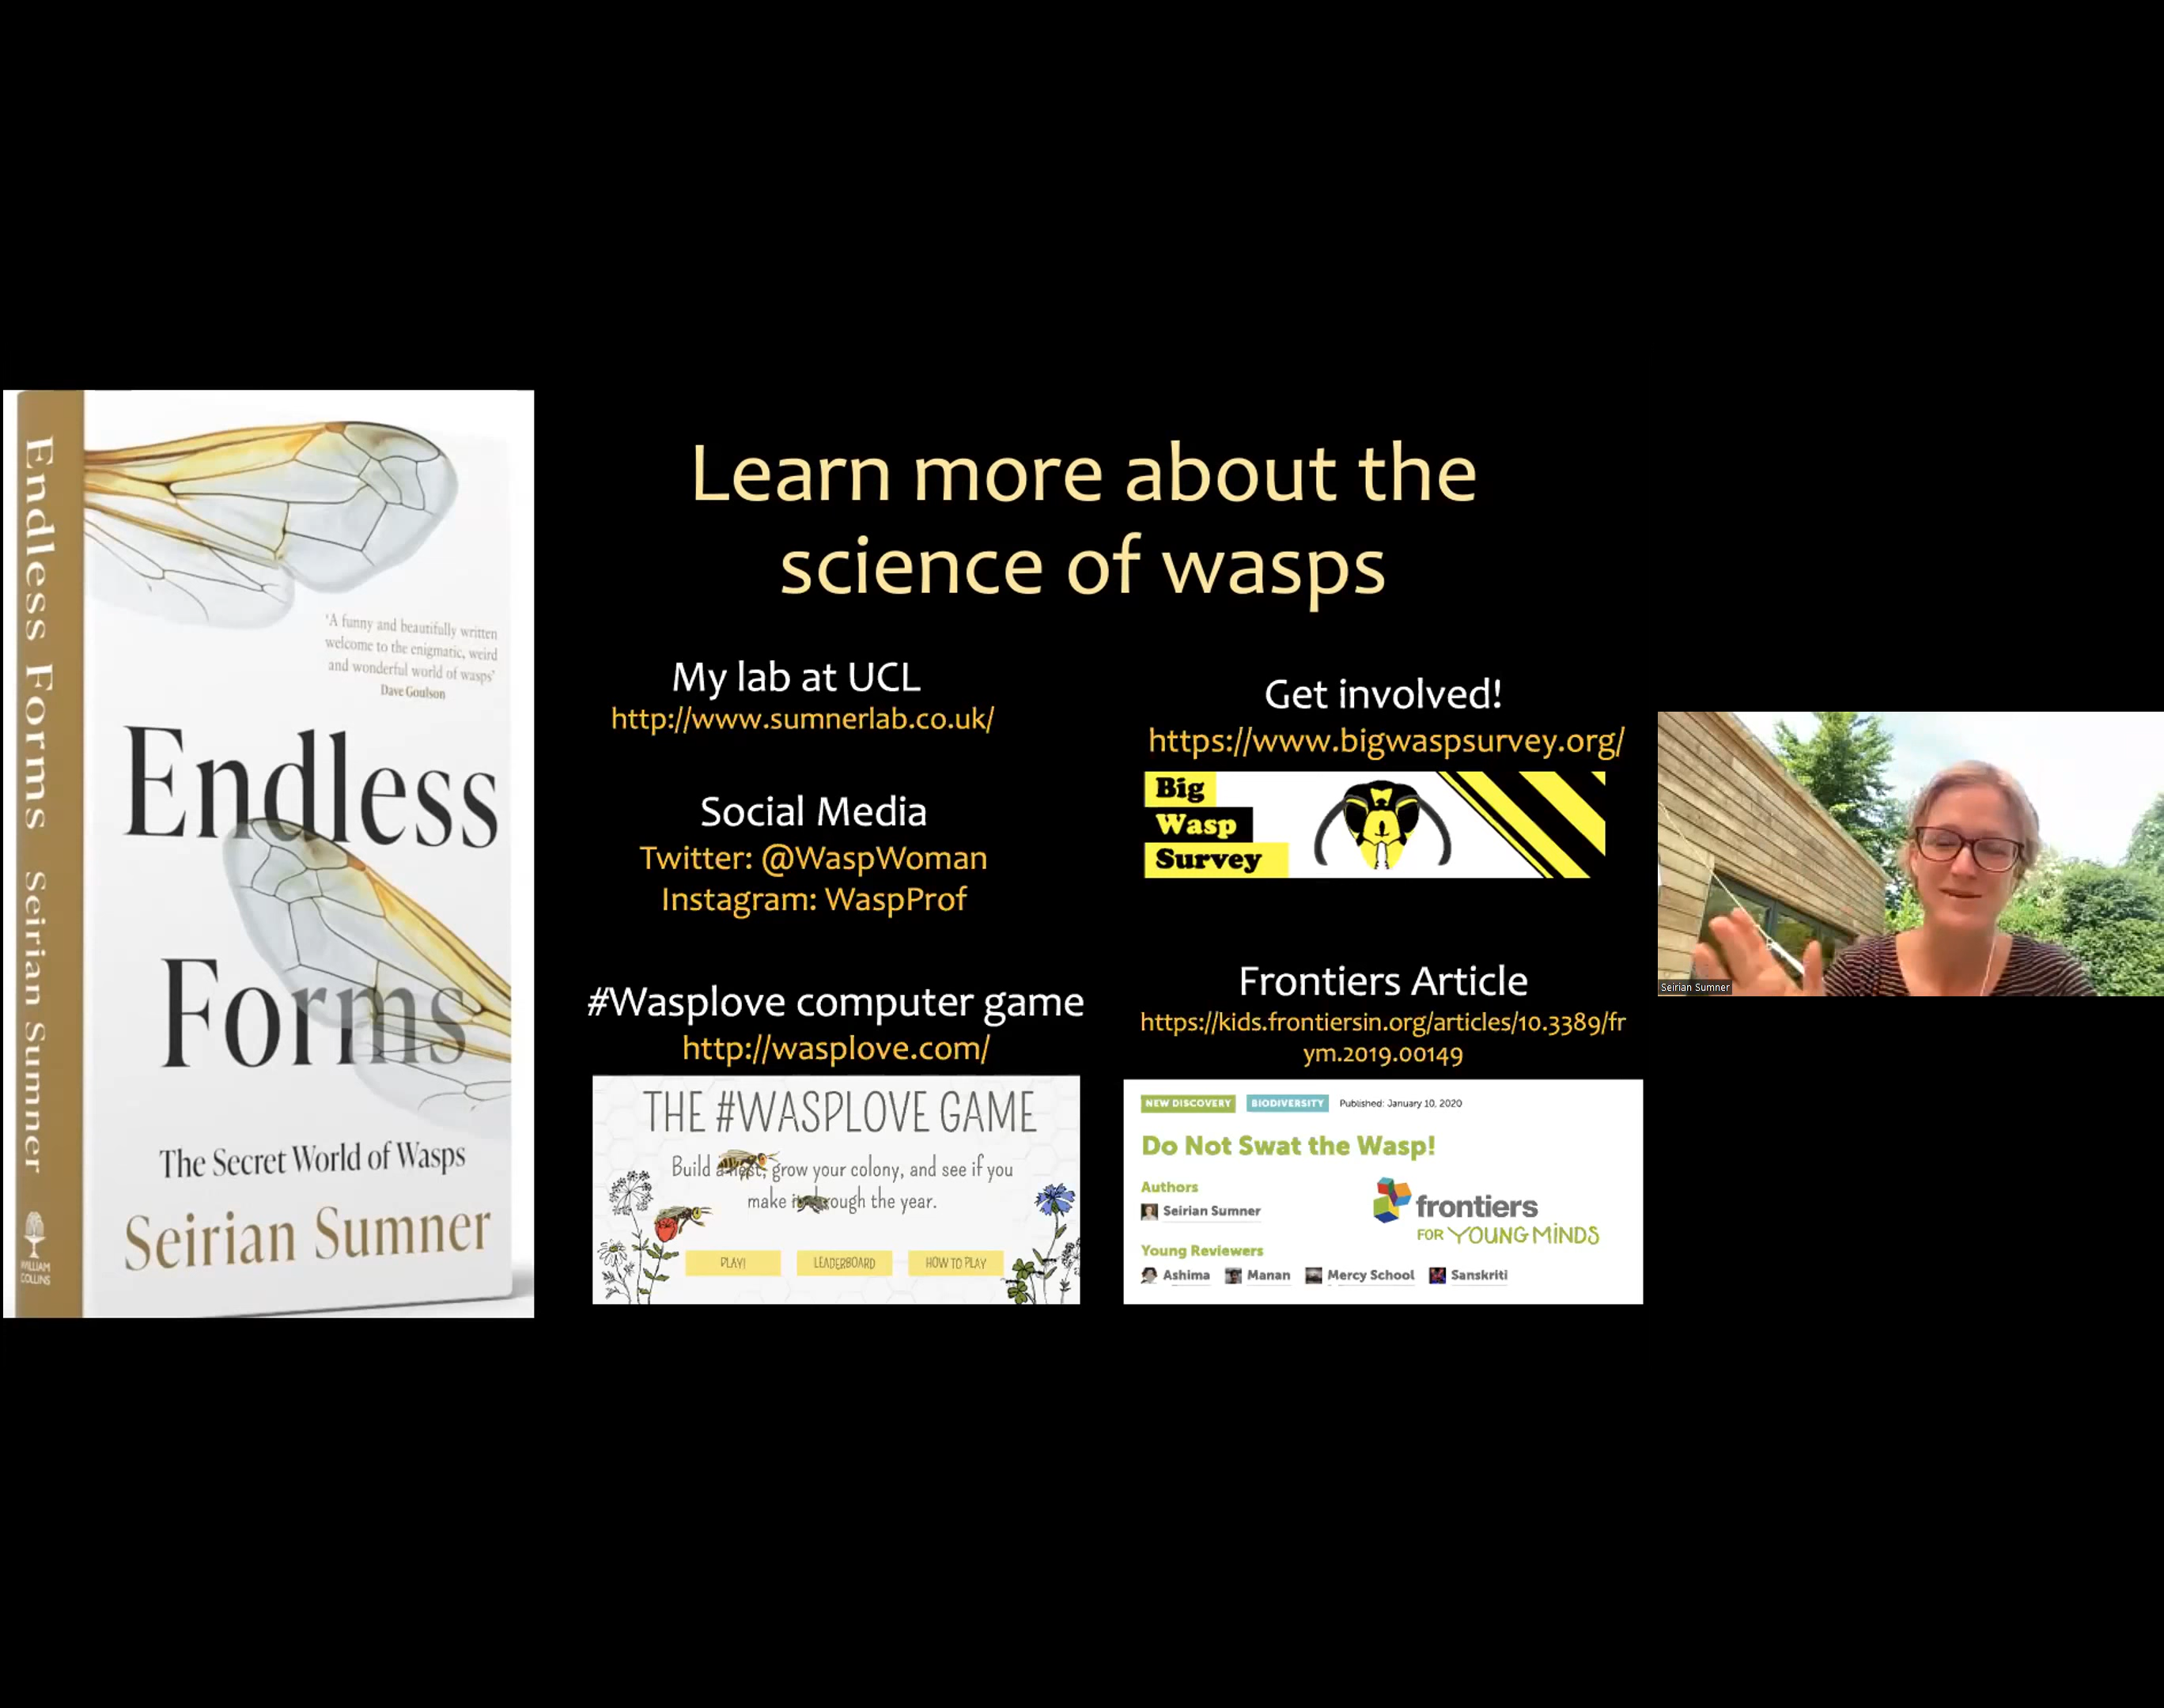 Endless Forms Seirian Sumner
WILLIAM
COLLINS
'A funny and beautifully written
welcome to the enigmatic, weird
and wonderful world of wasps'
Dave Goulson
Endless
Forms
The Secret World of Wasps
Seirian Sumner
Learn more about the
science of wasps
My lab at UCL
http://www.sumnerlab.co.uk/
Social Media
Twitter: @WaspWoman
Instagram: WaspProf
#Wasplove computer game
http://wasplove.com/
THE #WASPLOVE GAME
Build a nest, grow your colony, and see if you
make it through the year.
PLAY!
LEADERBOARD
HOW TO PLAY
Get involved!
https://www.bigwaspsurvey.org/
Big
Wasp
Survey
Frontiers Article
https://kids.frontiersin.org/articles/10.3389/fr
ym.2019.00149
NEW DISCOVERY BIODIVERSITY Published: January 10, 2020
Do Not Swat the Wasp!
Authors
Seirian Sumner
frontiers
FOR YOUNG MINDS
Young Reviewers
Ashima Manan Mercy School Sanskriti
Seirian Sumner